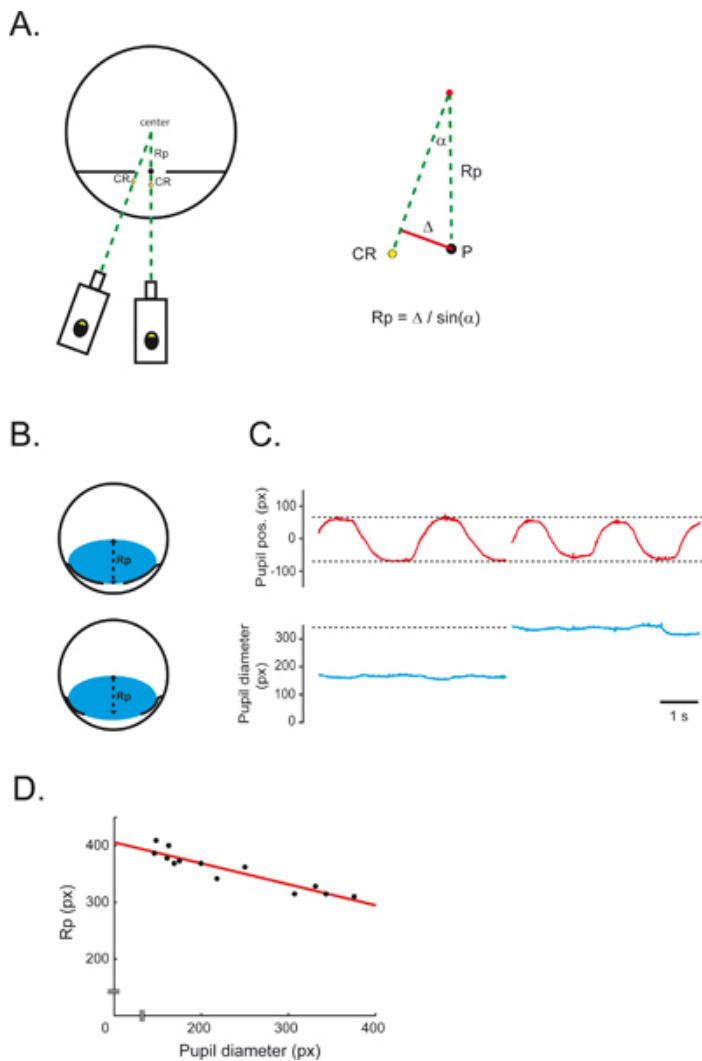 A.
center
Rp
CR
CR
α
Rp
Δ
CR
P
Rp = Δ / sin(α)
B.
Rp
Rp
C.
Pupil pos. (px)
100
0
-100
Pupil diameter
(px)
300
200
100
0
1 s
D.
Rp (px)
400
300
200
0
200
300
400
Pupil diameter (px)